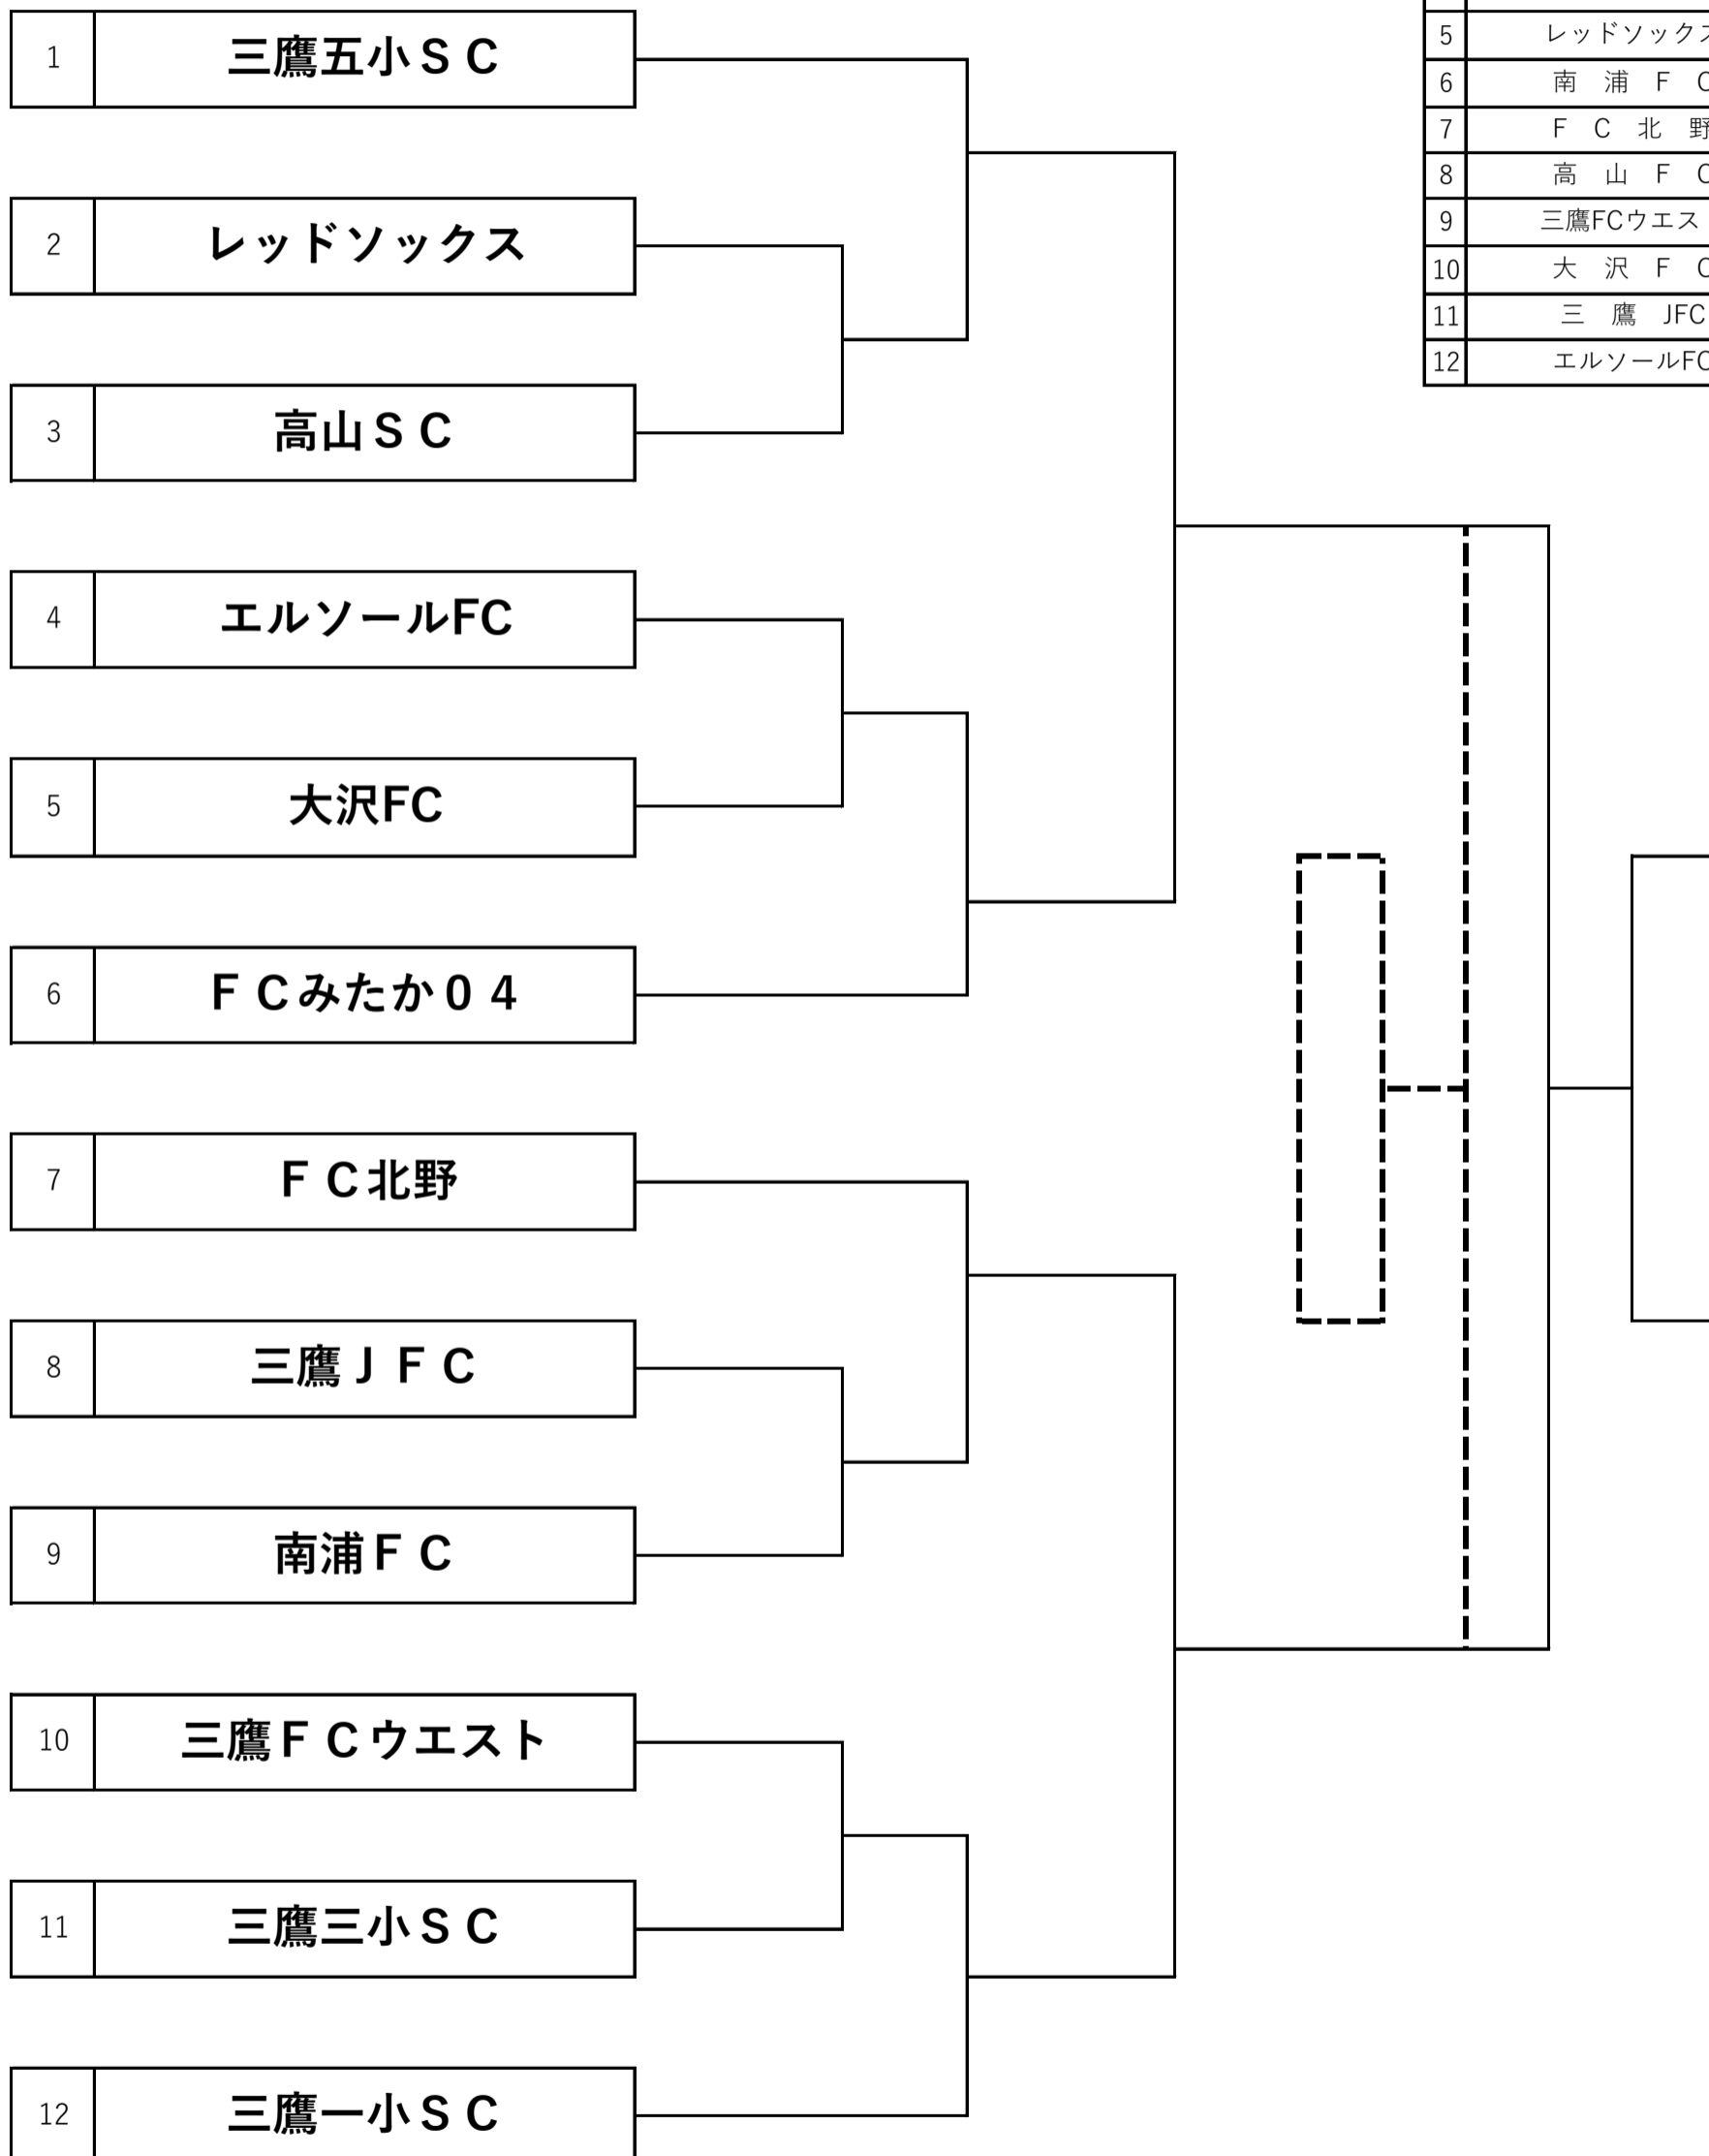 1 三鷹五小ＳＣ
2 レッドソックス
3 高山ＳＣ
4 エルソールFC
5 大沢FC
6 ＦＣみたか０４
7 ＦＣ北野
8 三鷹ＪＦＣ
9 南浦ＦＣ
10 三鷹ＦＣウエスト
11 三鷹三小ＳＣ
12 三鷹一小ＳＣ
5 レッドソックス
6 南　浦　Ｆ　Ｃ
7 Ｆ　Ｃ　北　野
8 高　山　Ｆ　Ｃ
9 三鷹FCウエス
10 大　沢　Ｆ　Ｃ
11 三　鷹　JFC
12 エルソールFC